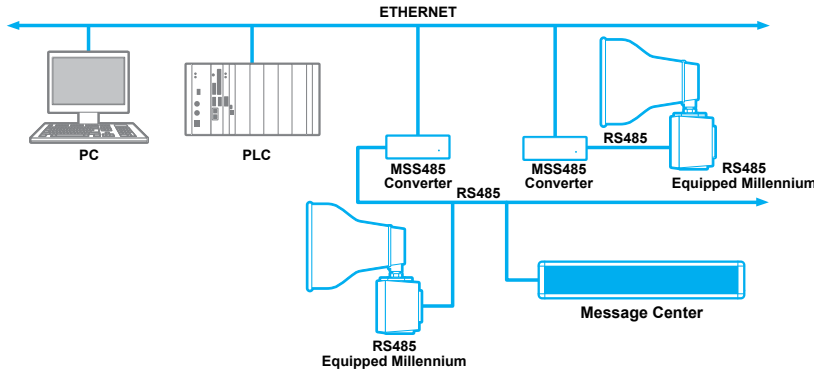 ETHERNET
PC
PLC
MSS485
Converter
MSS485
Converter
RS485
RS485
Equipped Millennium
RS485
RS485
Equipped Millennium
Message Center